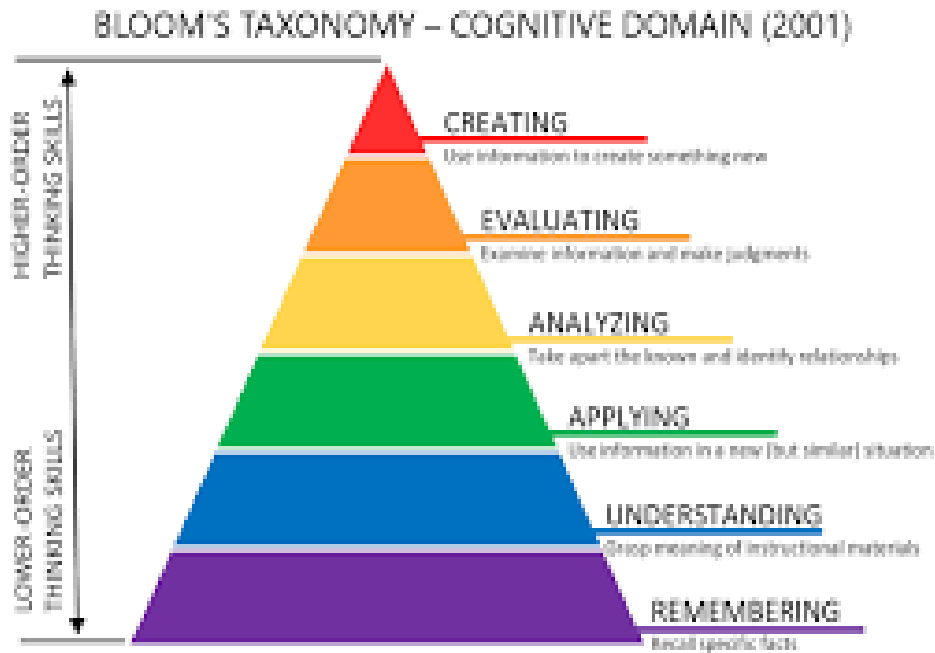 BLOOM'S TAXONOMY – COGNITIVE DOMAIN (2001)
HIGHER-ORDER
THINKING SKILLS
LOWER-ORDER
THINKING SKILLS
CREATING
Use information to create something new
EVALUATING
Examine information and make judgments
ANALYZING
Take apart the known and identify relationships
APPLYING
Use information in a new (but similar) situation
UNDERSTANDING
Grasp meaning of instructional materials
REMEMBERING
Recall specific facts